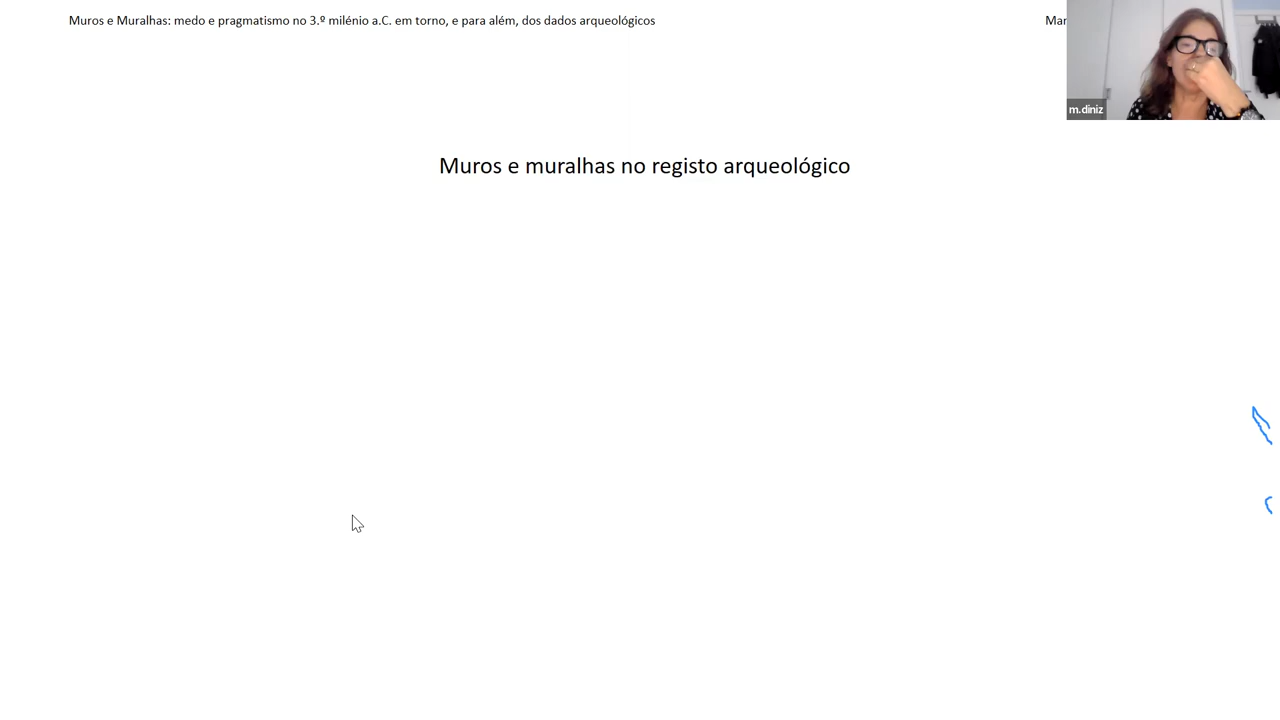 Muros e Muralhas: medo e pragmatismo no 3.º milénio a.C. em torno, e para além, dos dados arqueológicos
m.diniz
Muros e muralhas no registo arqueológico